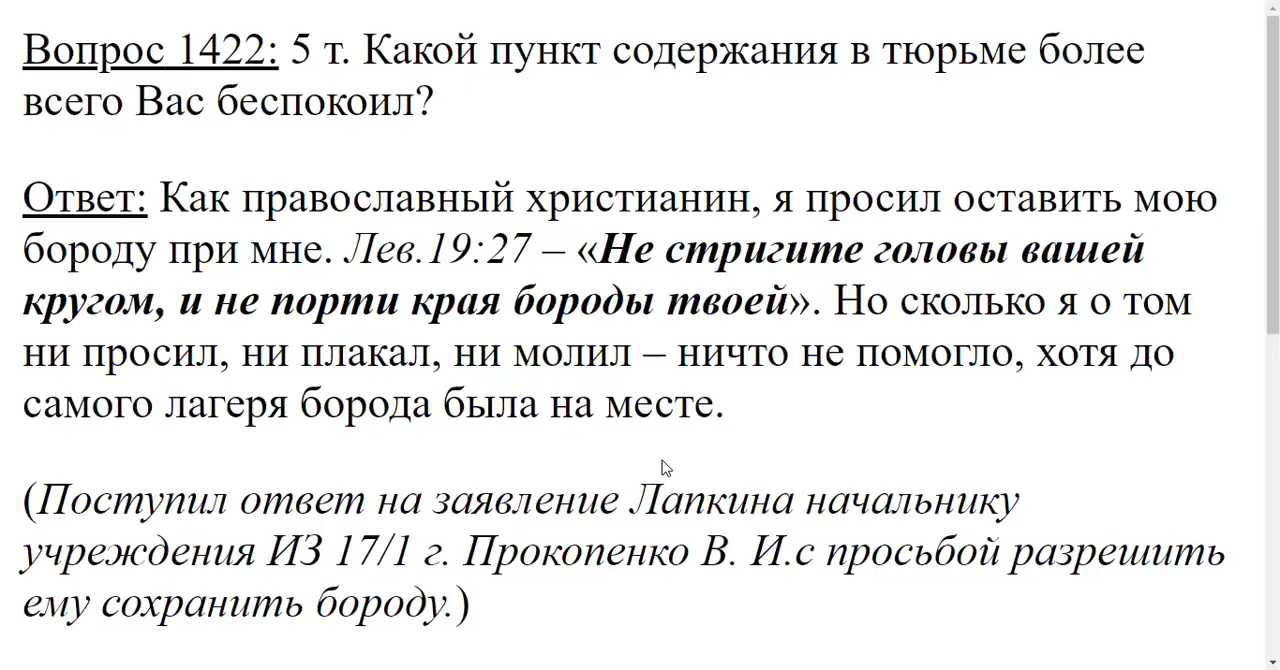 Вопрос 1422: 5 т. Какой пункт содержания в тюрьме более
всего Вас беспокоил?
Ответ: Как православный христианин, я просил оставить мою
бороду при мне. Лев.19:27 – «Не стригите головы вашей
кругом, и не порти края бороды твоей». Но сколько я о том
ни просил, ни плакал, ни молил – ничто не помогло, хотя до
самого лагеря борода была на месте.
(Поступил ответ на заявление Лапкина начальнику
учреждения ИЗ 17/1 г. Прокопенко В. И.с просьбой разрешить
ему сохранить бороду.)